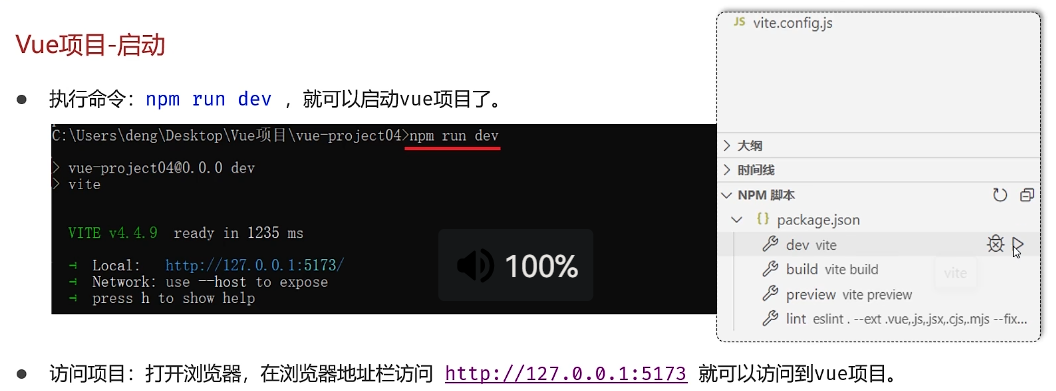 Vue项目-启动
● 执行命令：npm run dev ，就可以启动vue项目了。
C:\Users\deng\Desktop\Vue项目\vue-project04>npm run dev
> vue-project04@0.0.0 dev
> vite
VITE v4.4.9 ready in 1235 ms
➜ Local: http://127.0.0.1:5173/
➜ Network: use --host to expose
➜ press h to show help
100%
vite.config.js
大纲
时间线
NPM 脚本
{} package.json
dev vite
build vite build
vite
preview vite preview
lint eslint . --ext .vue,.js,.jsx,.cjs,.mjs --fix...
● 访问项目：打开浏览器，在浏览器地址栏访问 http://127.0.0.1:5173 就可以访问到vue项目。